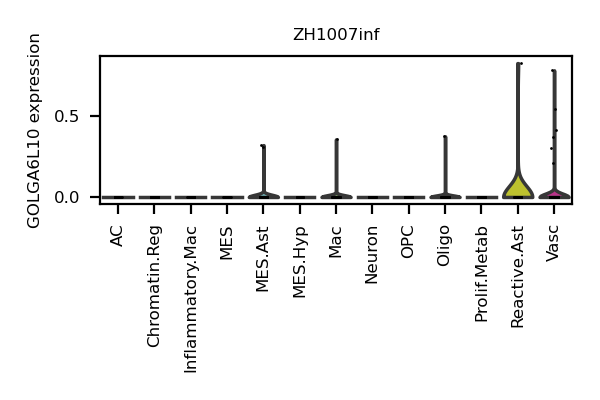 ZH1007inf
GOLGA6L10 expression
0.5
0.0
AC
Chromatin.Reg
Inflammatory.Mac
MES
MES.Ast
MES.Hyp
Mac
Neuron
OPC
Oligo
Prolif.Metab
Reactive.Ast
Vasc